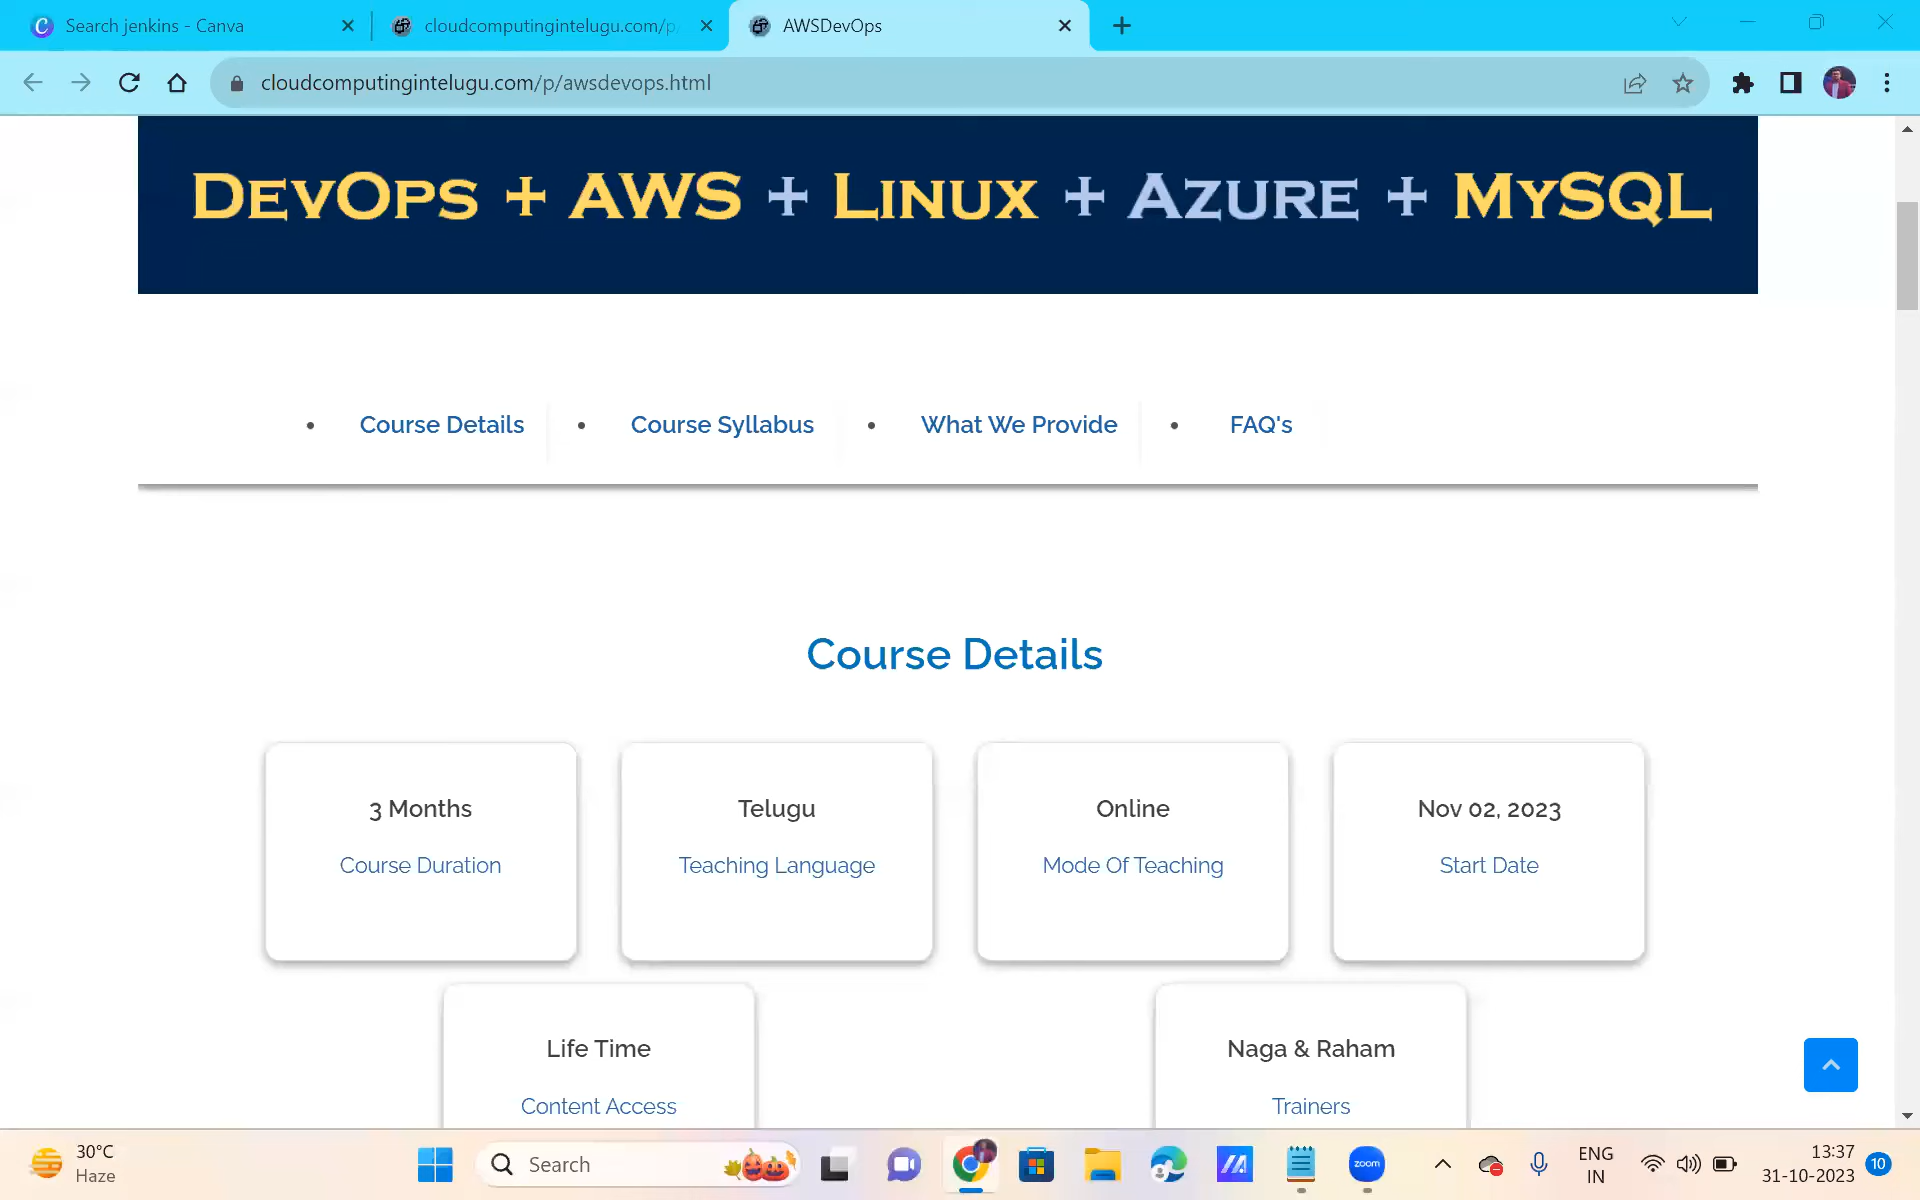 Search jenkins - Canva
cloudcomputingintelugu.com/p
AWSDevOps
cloudcomputingintelugu.com/p/awsdevops.html
DEVOPS + AWS + LINUX + AZURE + MYSQL
• Course Details
• Course Syllabus
• What We Provide
• FAQ's
Course Details
3 Months
Course Duration
Telugu
Teaching Language
Online
Mode Of Teaching
Nov 02, 2023
Start Date
Life Time
Content Access
Naga & Raham
Trainers
30°C
Haze
Search
zoom
ENG
IN
13:37
31-10-2023
10